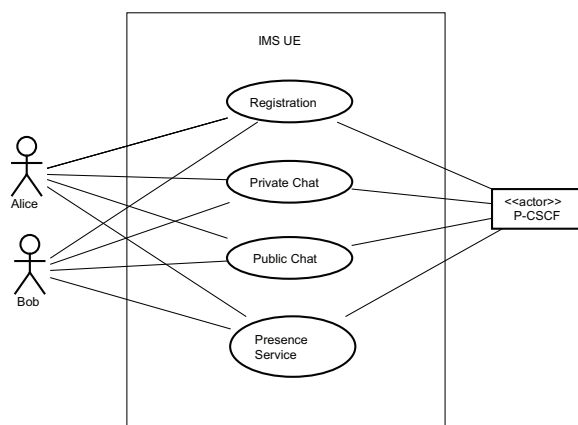 IMS UE
Registration
Private Chat
Alice
<<actor>>
P-CSCF
Public Chat
Bob
Presence
Service